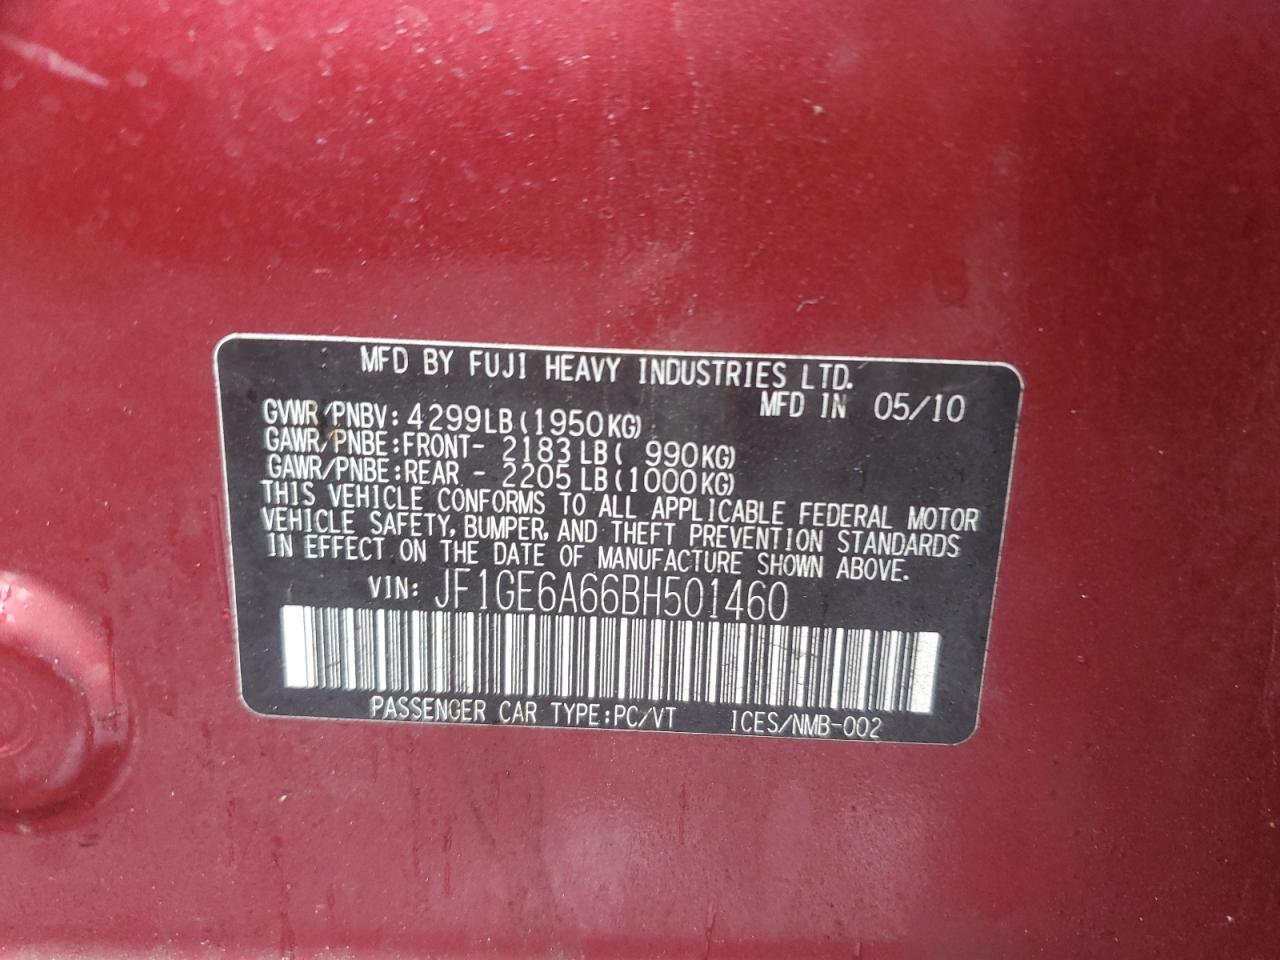 MFD BY FUJI HEAVY INDUSTRIES LTD.
MFD IN 05/10
GVWR/PNBV: 4299LB(1950KG)
GAWR/PNBE:FRONT- 2183LB( 990KG)
GAWR/PNBE:REAR - 2205LB(1000KG)
THIS VEHICLE CONFORMS TO ALL APPLICABLE FEDERAL MOTOR
VEHICLE SAFETY, BUMPER, AND THEFT PREVENTION STANDARDS
IN EFFECT ON THE DATE OF MANUFACTURE SHOWN ABOVE.
VIN: JF1GE6A66BH501460
PASSENGER CAR TYPE:PC/VT ICES/NMB-002